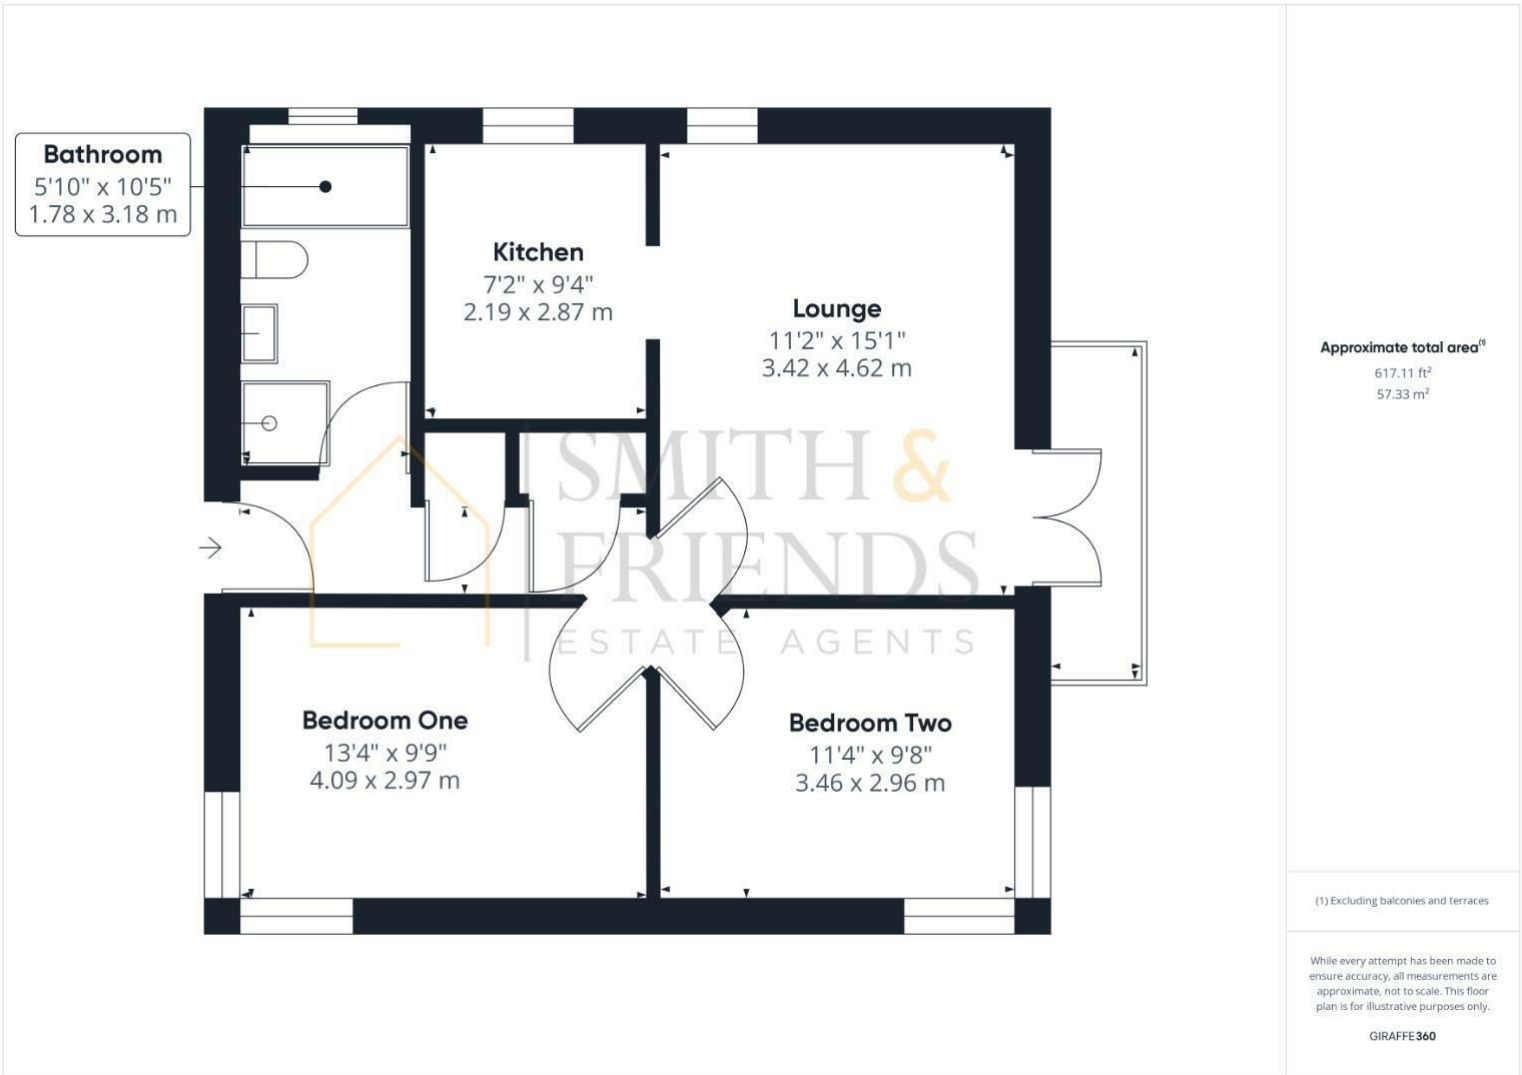 Bathroom
5'10" x 10'5"
1.78 x 3.18 m
Kitchen
7'2" x 9'4"
2.19 x 2.87 m
Lounge
11'2" x 15'1"
3.42 x 4.62 m
SMITH &
FRIENDS
ESTATE AGENTS
Bedroom One
13'4" x 9'9"
4.09 x 2.97 m
Bedroom Two
11'4" x 9'8"
3.46 x 2.96 m
Approximate total area⁽¹⁾
617.11 ft²
57.33 m²
(1) Excluding balconies and terraces
While every attempt has been made to
ensure accuracy, all measurements are
approximate, not to scale. This floor
plan is for illustrative purposes only.
GIRAFFE360